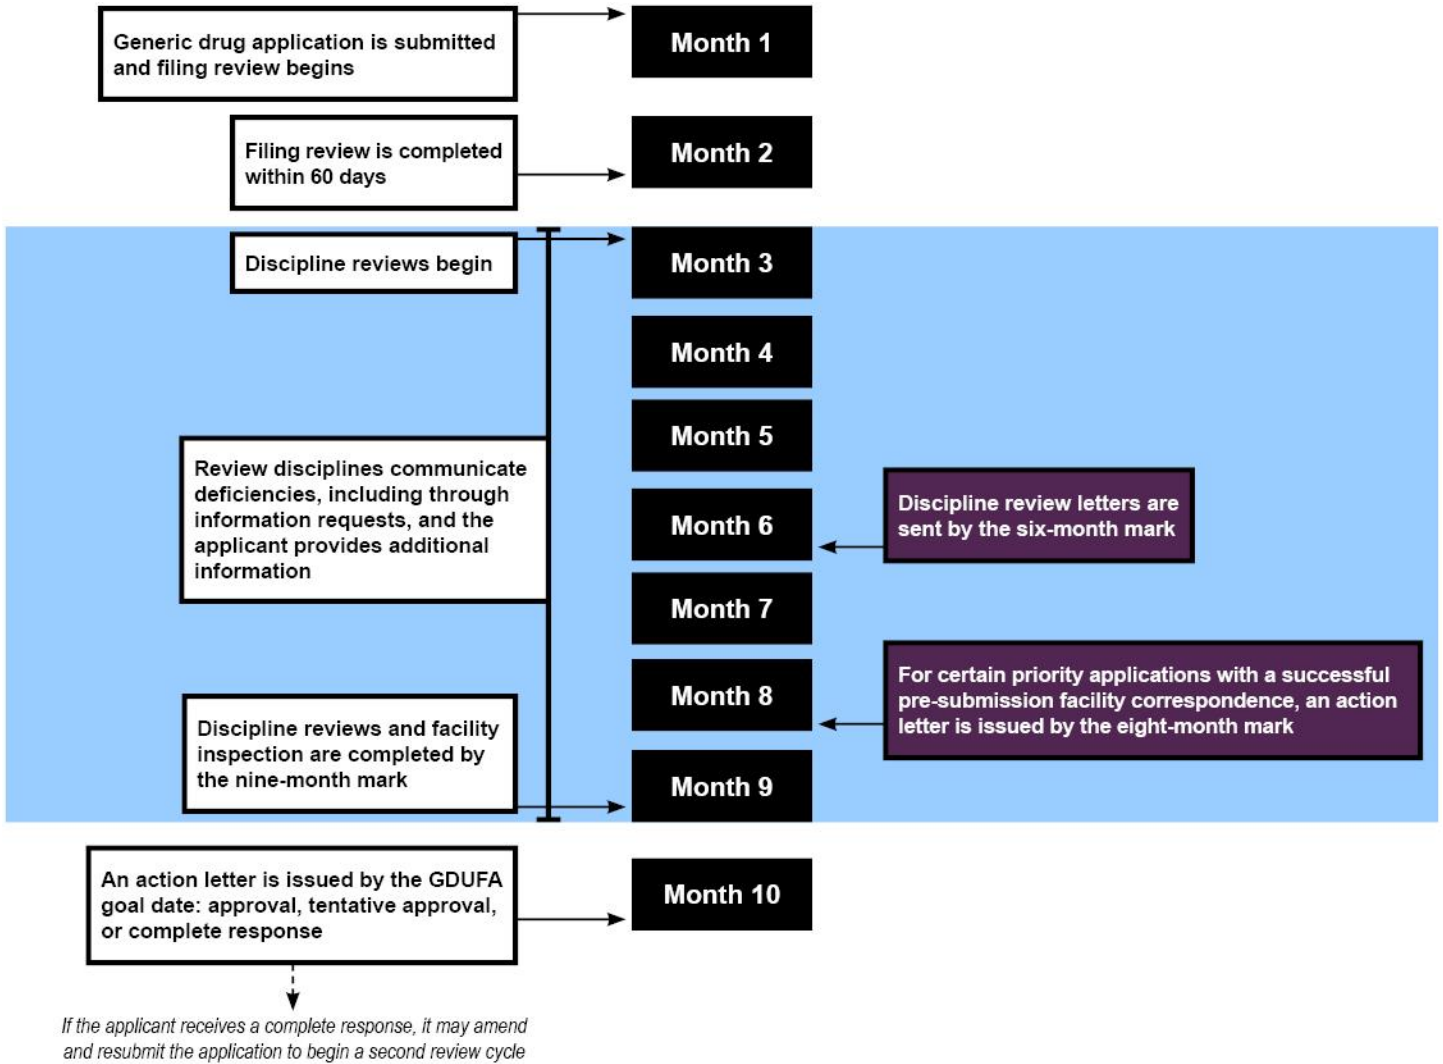 Generic drug application is submitted
and filing review begins
Month 1
Filing review is completed
within 60 days
Month 2
Discipline reviews begin
Month 3
Month 4
Month 5
Review disciplines communicate
deficiencies, including through
information requests, and the
applicant provides additional
information
Month 6
Discipline review letters are
sent by the six-month mark
Month 7
Month 8
For certain priority applications with a successful
pre-submission facility correspondence, an action
letter is issued by the eight-month mark
Discipline reviews and facility
inspection are completed by
the nine-month mark
Month 9
An action letter is issued by the GDUFA
goal date: approval, tentative approval,
or complete response
Month 10
If the applicant receives a complete response, it may amend
and resubmit the application to begin a second review cycle